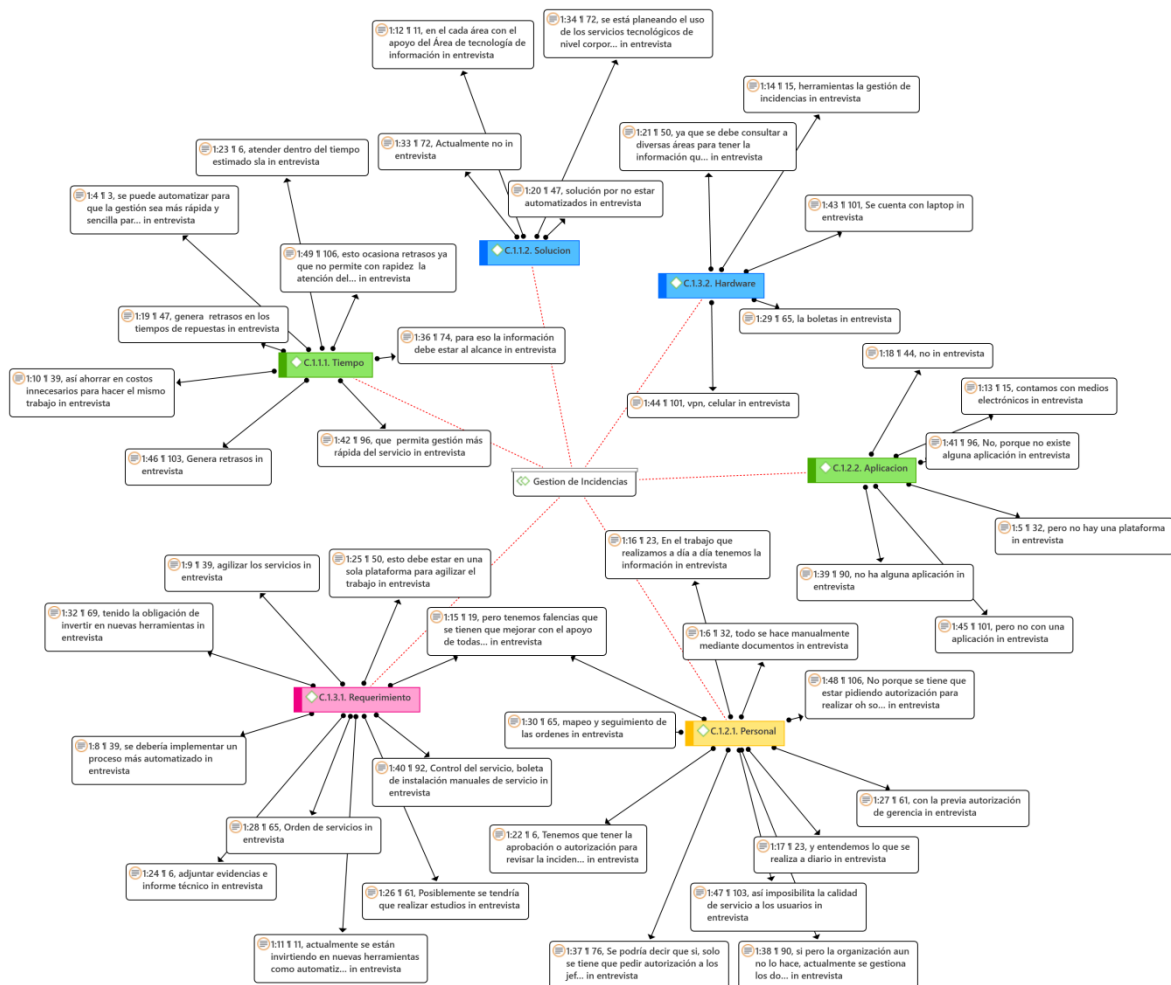 1:34 ¶ 72, se está planeando el uso
de los servicios tecnológicos de
nivel corpor... in entrevista
1:12 ¶ 11, en el cada área con el
apoyo del Área de tecnología de
información in entrevista
1:14 ¶ 15, herramientas la gestión de
incidencias in entrevista
1:33 ¶ 72, Actualmente no in
entrevista
1:21 ¶ 50, ya que se debe consultar a
diversas áreas para tener la
información qu... in entrevista
1:23 ¶ 6, atender dentro del tiempo
estimado sla in entrevista
1:4 ¶ 3, se puede automatizar para
que la gestión sea más rápida y
sencilla par... in entrevista
1:20 ¶ 47, solución por no estar
automatizados in entrevista
1:43 ¶ 101, Se cuenta con laptop in
entrevista
C.1.1.2. Solucion
1:49 ¶ 106, esto ocasiona retrasos ya
que no permite con rapidez la
atención del... in entrevista
C.1.3.2. Hardware
1:19 ¶ 47, genera retrasos en los
tiempos de repuestas in entrevista
1:29 ¶ 65, la boletas in entrevista
1:36 ¶ 74, para eso la información
debe estar al alcance in entrevista
1:18 ¶ 44, no in entrevista
C.1.1.1. Tiempo
1:10 ¶ 39, así ahorrar en costos
innecesarios para hacer el mismo
trabajo in entrevista
1:13 ¶ 15, contamos con medios
electrónicos in entrevista
1:44 ¶ 101, vpn, celular in entrevista
1:42 ¶ 96, que permita gestión más
rápida del servicio in entrevista
1:41 ¶ 96, No, porque no existe
alguna aplicación in entrevista
1:46 ¶ 103, Genera retrasos in
entrevista
C.1.2.2. Aplicacion
Gestion de Incidencias
1:5 ¶ 32, pero no hay una plataforma
in entrevista
1:16 ¶ 23, En el trabajo que
realizamos a día a día tenemos la
información in entrevista
1:25 ¶ 50, esto debe estar en una
sola plataforma para agilizar el
trabajo in entrevista
1:9 ¶ 39, agilizar los servicios in
entrevista
1:39 ¶ 90, no ha alguna aplicación in
entrevista
1:32 ¶ 69, tenido la obligación de
invertir en nuevas herramientas in
entrevista
1:15 ¶ 19, pero tenemos falencias que
se tienen que mejorar con el apoyo
de todas... in entrevista
1:45 ¶ 101, pero no con una
aplicación in entrevista
1:6 ¶ 32, todo se hace manualmente
mediante documentos in entrevista
1:48 ¶ 106, No porque se tiene que
estar pidiendo autorización para
realizar oh so... in entrevista
C.1.3.1. Requerimiento
1:30 ¶ 65, mapeo y seguimiento de
las ordenes in entrevista
C.1.2.1. Personal
1:8 ¶ 39, se debería implementar un
proceso más automatizado in
entrevista
1:40 ¶ 92, Control del servicio, boleta
de instalación manuales de servicio in
entrevista
1:27 ¶ 61, con la previa autorización
de gerencia in entrevista
1:28 ¶ 65, Orden de servicios in
entrevista
1:22 ¶ 6, Tenemos que tener la
aprobación o autorización para
revisar la inciden... in entrevista
1:17 ¶ 23, y entendemos lo que se
realiza a diario in entrevista
1:24 ¶ 6, adjuntar evidencias e
informe técnico in entrevista
1:26 ¶ 61, Posiblemente se tendría
que realizar estudios in entrevista
1:47 ¶ 103, así imposibilita la calidad
de servicio a los usuarios in
entrevista
1:11 ¶ 11, actualmente se están
invirtiendo en nuevas herramientas
como automatiz... in entrevista
1:37 ¶ 76, Se podría decir que si, solo
se tiene que pedir autorización a los
jef... in entrevista
1:38 ¶ 90, si pero la organización aun
no lo hace, actualmente se gestiona
los do... in entrevista